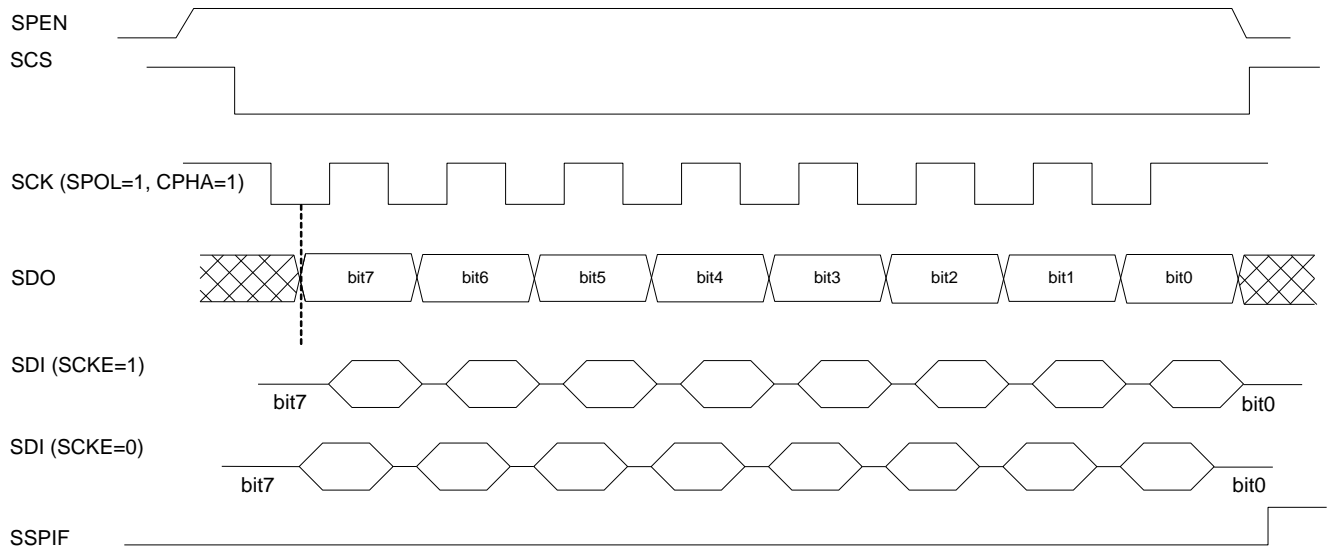 SPEN
SCS
SCK (SPOL=1, CPHA=1)
SDO
bit7 bit6 bit5 bit4 bit3 bit2 bit1 bit0
SDI (SCKE=1)
bit7 bit0
SDI (SCKE=0)
bit7 bit0
SSPIF